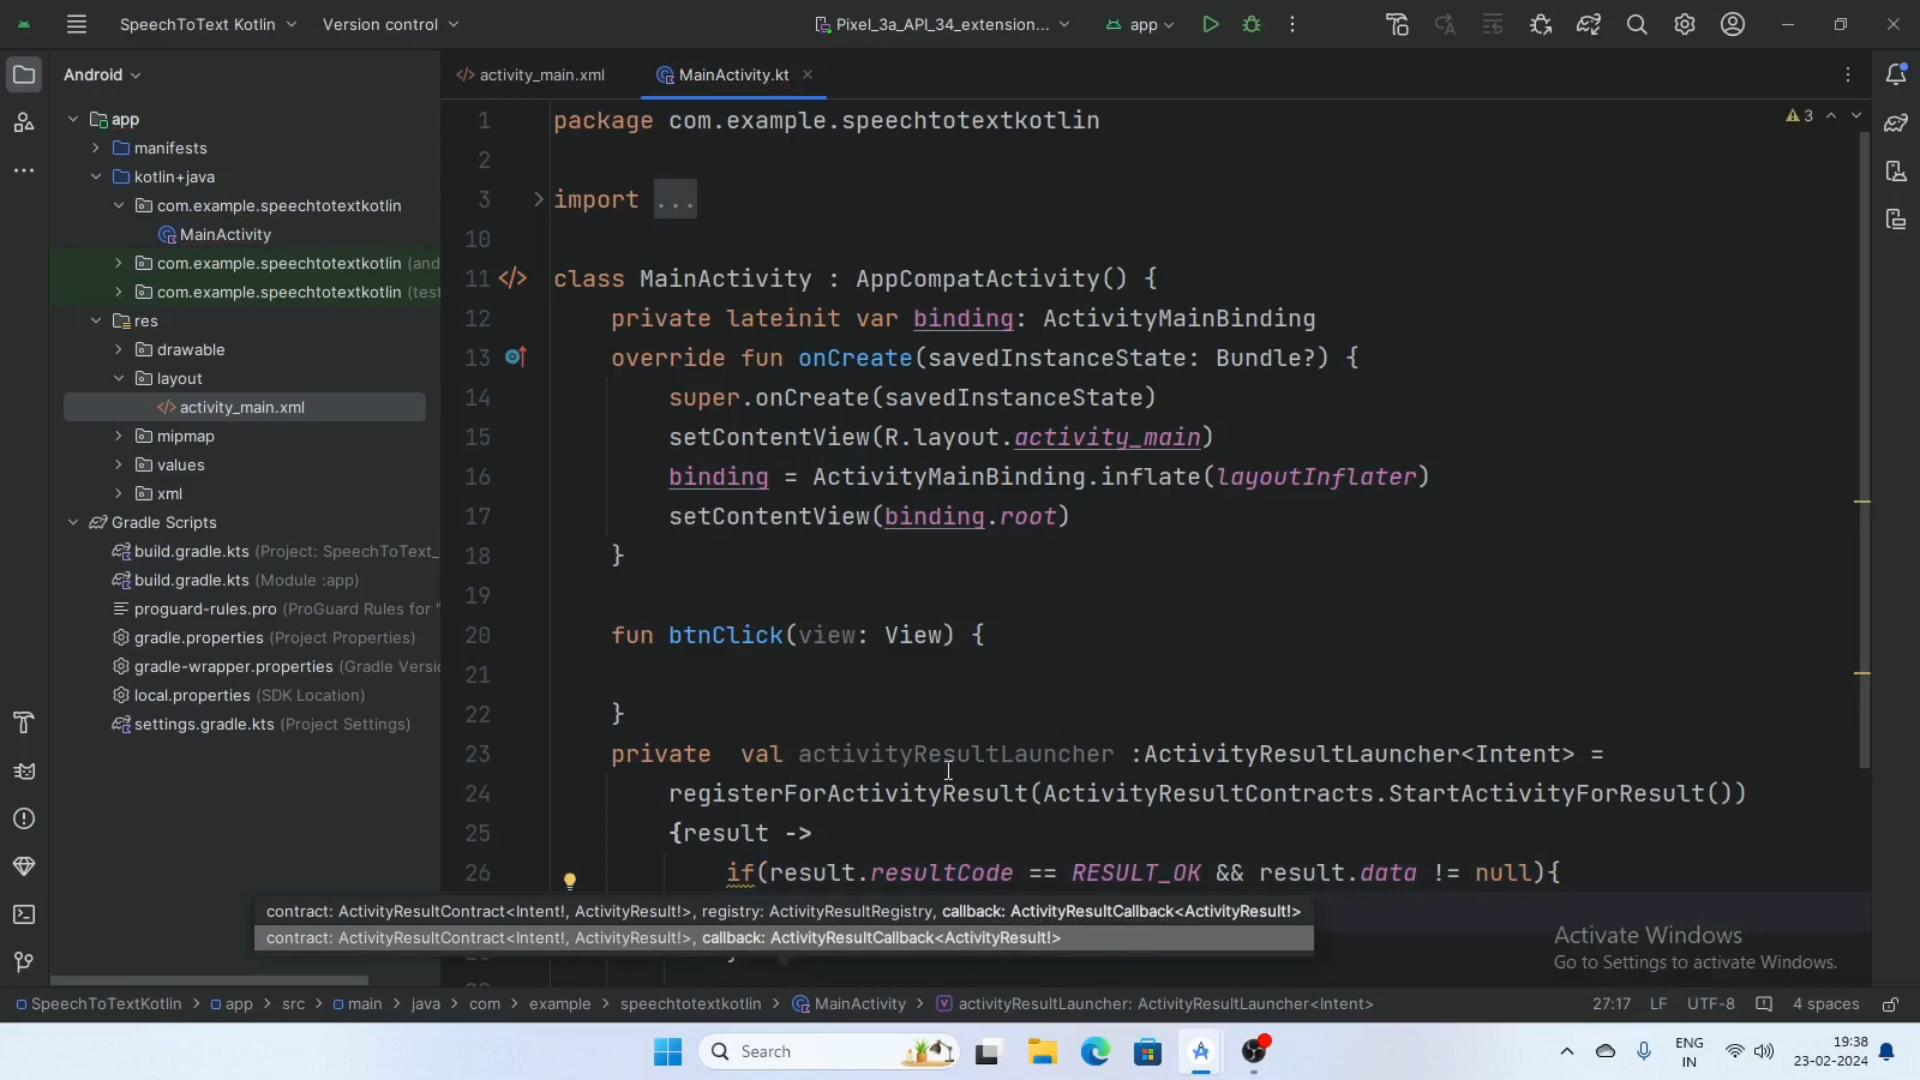 SpeechToText Kotlin
Version control
Pixel_3a_API_34_extension...
app
Android
activity_main.xml
MainActivity.kt
app
manifests
kotlin+java
com.example.speechtotextkotlin
MainActivity
com.example.speechtotextkotlin (and
com.example.speechtotextkotlin (test
res
drawable
layout
activity_main.xml
mipmap
values
xml
Gradle Scripts
build.gradle.kts (Project: SpeechToText_
build.gradle.kts (Module :app)
proguard-rules.pro (ProGuard Rules for "
gradle.properties (Project Properties)
gradle-wrapper.properties (Gradle Versic
local.properties (SDK Location)
settings.gradle.kts (Project Settings)
3
1 package com.example.speechtotextkotlin
2
3 import ...
10
11 class MainActivity : AppCompatActivity() {
12 private lateinit var binding: ActivityMainBinding
13 override fun onCreate(savedInstanceState: Bundle?) {
14 super.onCreate(savedInstanceState)
15 setContentView(R.layout.activity_main)
16 binding = ActivityMainBinding.inflate(layoutInflater)
17 setContentView(binding.root)
18 }
19
20 fun btnClick(view: View) {
21
22 }
23 private  val activityResultLauncher :ActivityResultLauncher<Intent> =
24 registerForActivityResult(ActivityResultContracts.StartActivityForResult())
25 {result ->
26 if(result.resultCode == RESULT_OK && result.data != null){
contract: ActivityResultContract<Intent!, ActivityResult!>, registry: ActivityResultRegistry, callback: ActivityResultCallback<ActivityResult!>
contract: ActivityResultContract<Intent!, ActivityResult!>, callback: ActivityResultCallback<ActivityResult!>
Activate Windows
Go to Settings to activate Windows.
SpeechToTextKotlin > app > src > main > java > com > example > speechtotextkotlin > MainActivity > activityResultLauncher: ActivityResultLauncher<Intent>
27:17 LF UTF-8 4 spaces
Search
ENG
IN
19:38
23-02-2024